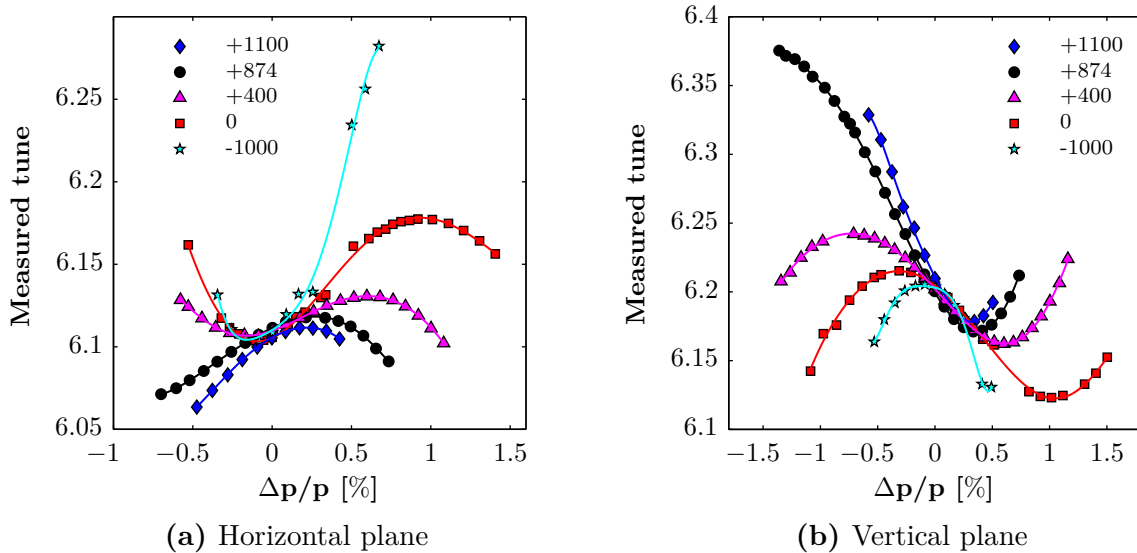 Measured tune
6.25
6.2
6.15
6.1
6.05
+1100
+874
+400
0
-1000
−1 −0.5 0 0.5 1 1.5
Δp/p [%]
(a) Horizontal plane
Measured tune
6.4
6.35
6.3
6.25
6.2
6.15
6.1
+1100
+874
+400
0
-1000
−1.5 −1 −0.5 0 0.5 1 1.5
Δp/p [%]
(b) Vertical plane